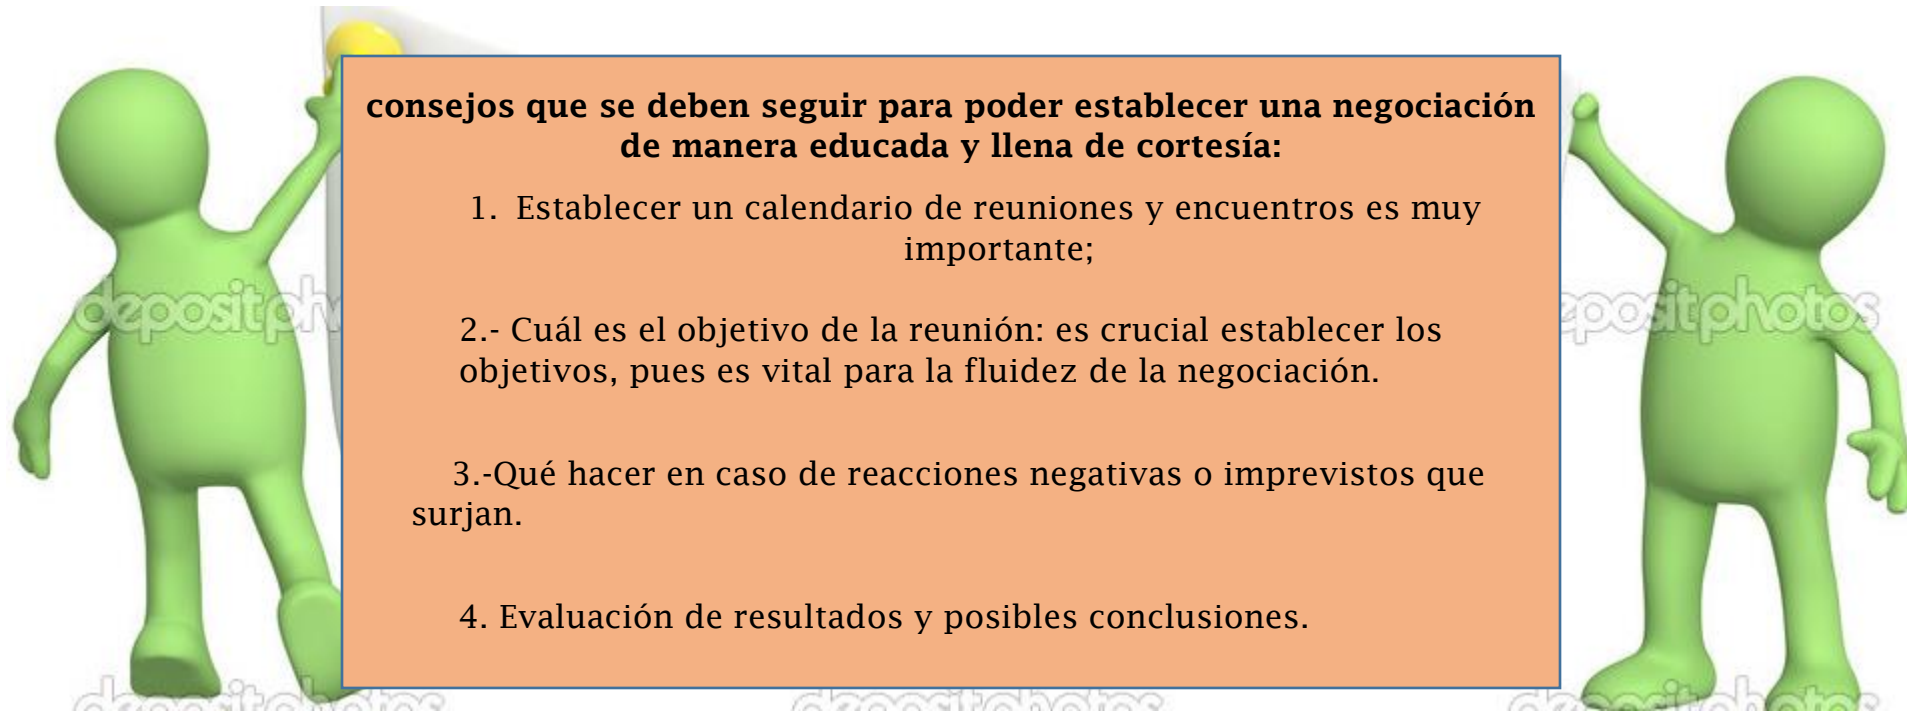 consejos que se deben seguir para poder establecer una negociación
de manera educada y llena de cortesía:
1. Establecer un calendario de reuniones y encuentros es muy
importante;
2.- Cuál es el objetivo de la reunión: es crucial establecer los
objetivos, pues es vital para la fluidez de la negociación.
3.-Qué hacer en caso de reacciones negativas o imprevistos que
surjan.
4. Evaluación de resultados y posibles conclusiones.
depositphotos